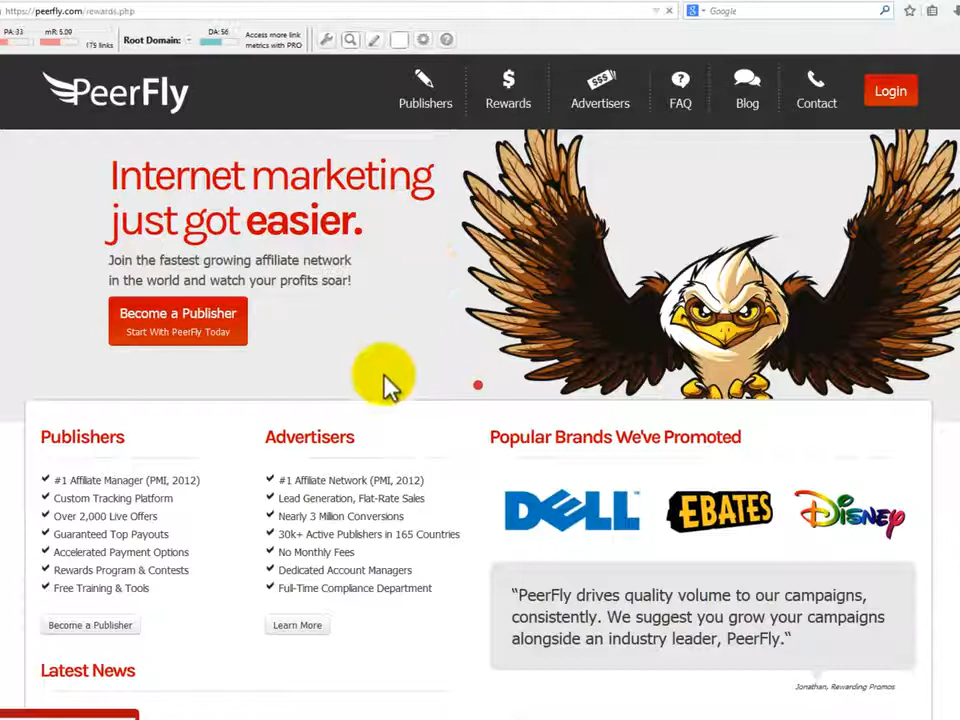 https://peerfly.com/rewards.php
Google
PA: 33
mR: 5.09
175 links
Root Domain:
DA: 56
Access more link
metrics with PRO
PeerFly
Publishers
Rewards
Advertisers
FAQ
Blog
Contact
Login
Internet marketing
just got easier.
Join the fastest growing affiliate network
in the world and watch your profits soar!
Become a Publisher
Start With PeerFly Today
Publishers
#1 Affiliate Manager (PMI, 2012)
Custom Tracking Platform
Over 2,000 Live Offers
Guaranteed Top Payouts
Accelerated Payment Options
Rewards Program & Contests
Free Training & Tools
Become a Publisher
Advertisers
#1 Affiliate Network (PMI, 2012)
Lead Generation, Flat-Rate Sales
Nearly 3 Million Conversions
30k+ Active Publishers in 165 Countries
No Monthly Fees
Dedicated Account Managers
Full-Time Compliance Department
Learn More
Popular Brands We've Promoted
DELL
EBATES
Disney
“PeerFly drives quality volume to our campaigns,
consistently. We suggest you grow your campaigns
alongside an industry leader, PeerFly.“
Jonathan, Rewarding Promos
Latest News